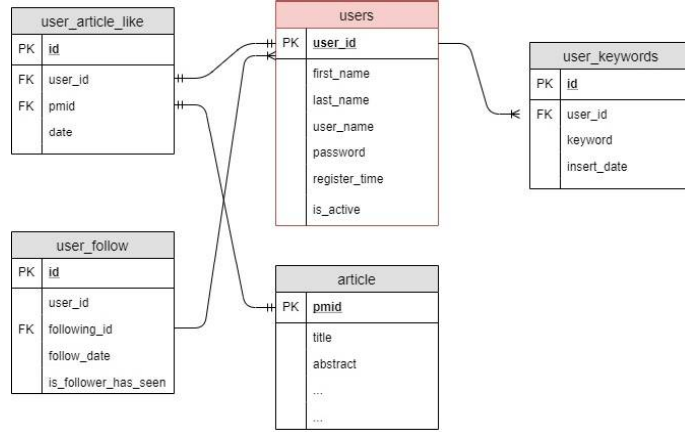 user_article_like
PK id
FK user_id
FK pmid
date
users
PK user_id
first_name
last_name
user_name
password
register_time
is_active
user_keywords
PK id
FK user_id
keyword
insert_date
user_follow
PK id
user_id
FK following_id
follow_date
is_follower_has_seen
article
PK pmid
title
abstract
...
...